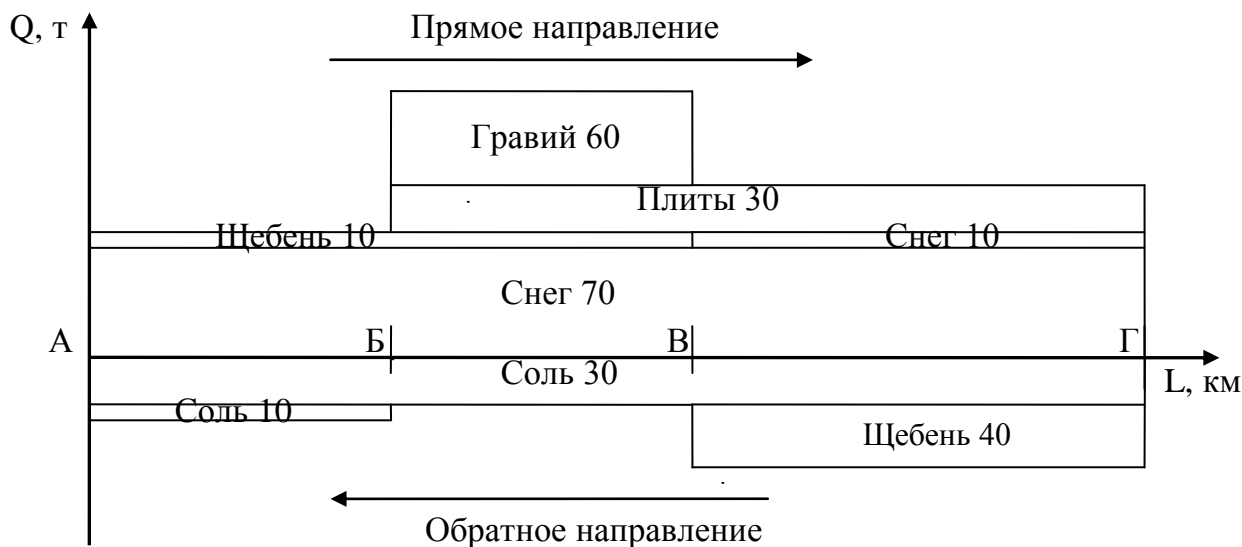 Q, т
Прямое направление
Гравий 60
Плиты 30
Щебень 10
Снег 10
Снег 70
А
Б
В
Г
Соль 30
L, км
Соль 10
Щебень 40
Обратное направление